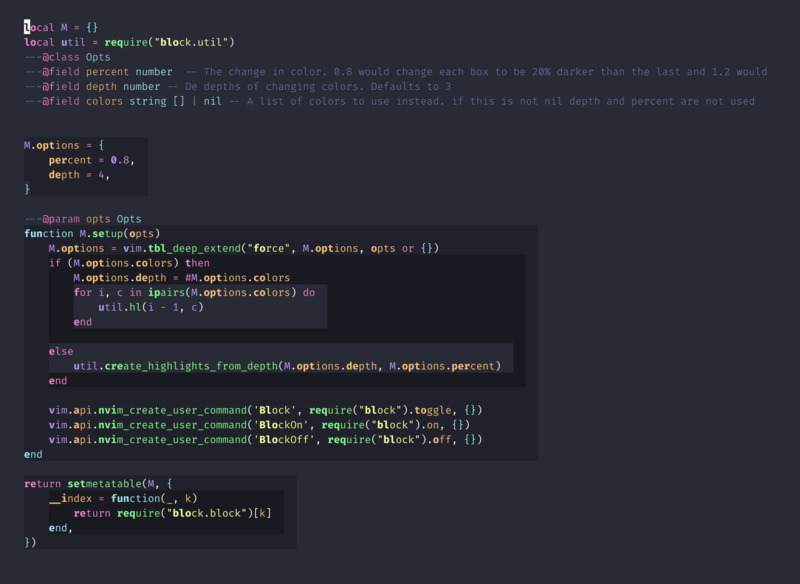 local M = {}
local util = require("block.util")
---@class Opts
---@field percent number  -- The change in color. 0.8 would change each box to be 20% darker than the last and 1.2 would
---@field depth number -- De depths of changing colors. Defaults to 3
---@field colors string [] | nil -- A list of colors to use instead. if this is not nil depth and percent are not used
M.options = {
    percent = 0.8,
    depth = 4,
}
---@param opts Opts
function M.setup(opts)
    M.options = vim.tbl_deep_extend("force", M.options, opts or {})
    if (M.options.colors) then
        M.options.depth = #M.options.colors
        for i, c in ipairs(M.options.colors) do
            util.hl(i - 1, c)
        end
    else
        util.create_highlights_from_depth(M.options.depth, M.options.percent)
    end
    vim.api.nvim_create_user_command('Block', require("block").toggle, {})
    vim.api.nvim_create_user_command('BlockOn', require("block").on, {})
    vim.api.nvim_create_user_command('BlockOff', require("block").off, {})
end
return setmetatable(M, {
    __index = function(_, k)
        return require("block.block")[k]
    end,
})